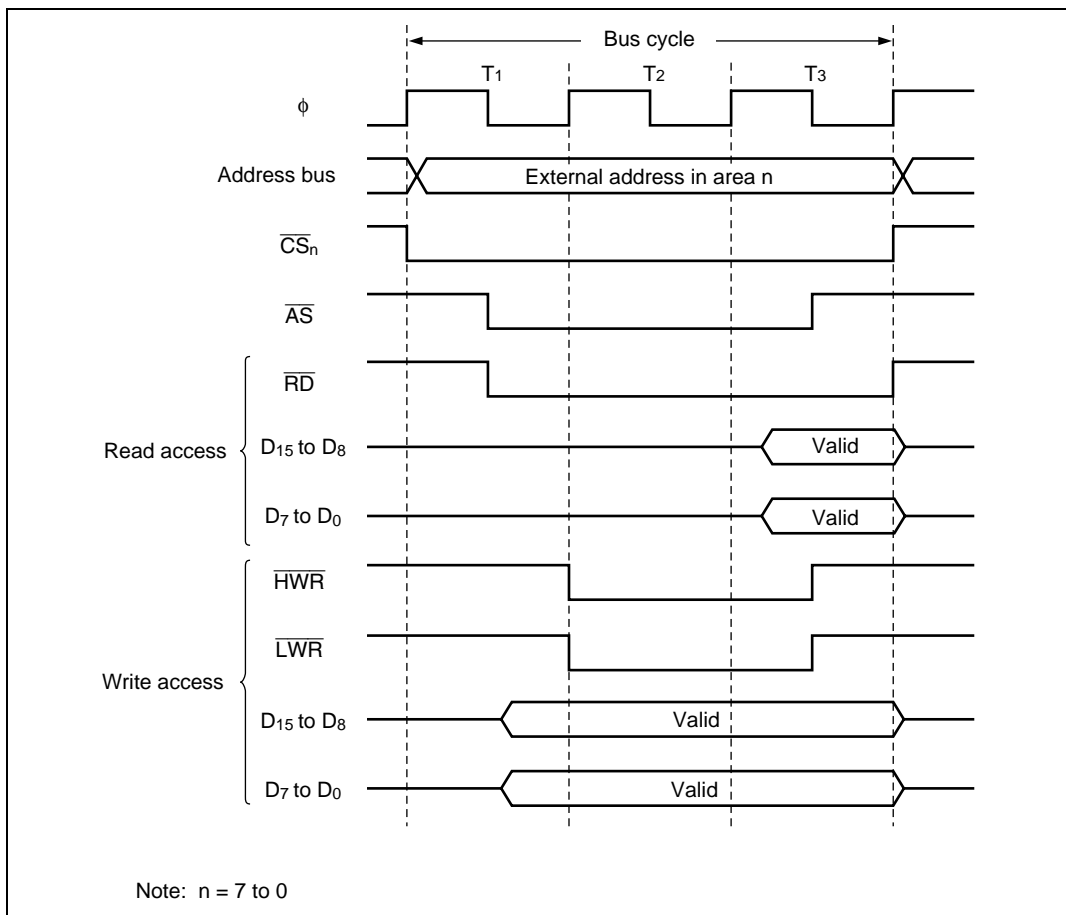 Bus cycle
T1 T2 T3
ϕ
Address bus
External address in area n
CSn
AS
RD
Read access
D15 to D8
Valid
D7 to D0
Valid
HWR
LWR
Write access
D15 to D8
Valid
D7 to D0
Valid
Note: n = 7 to 0